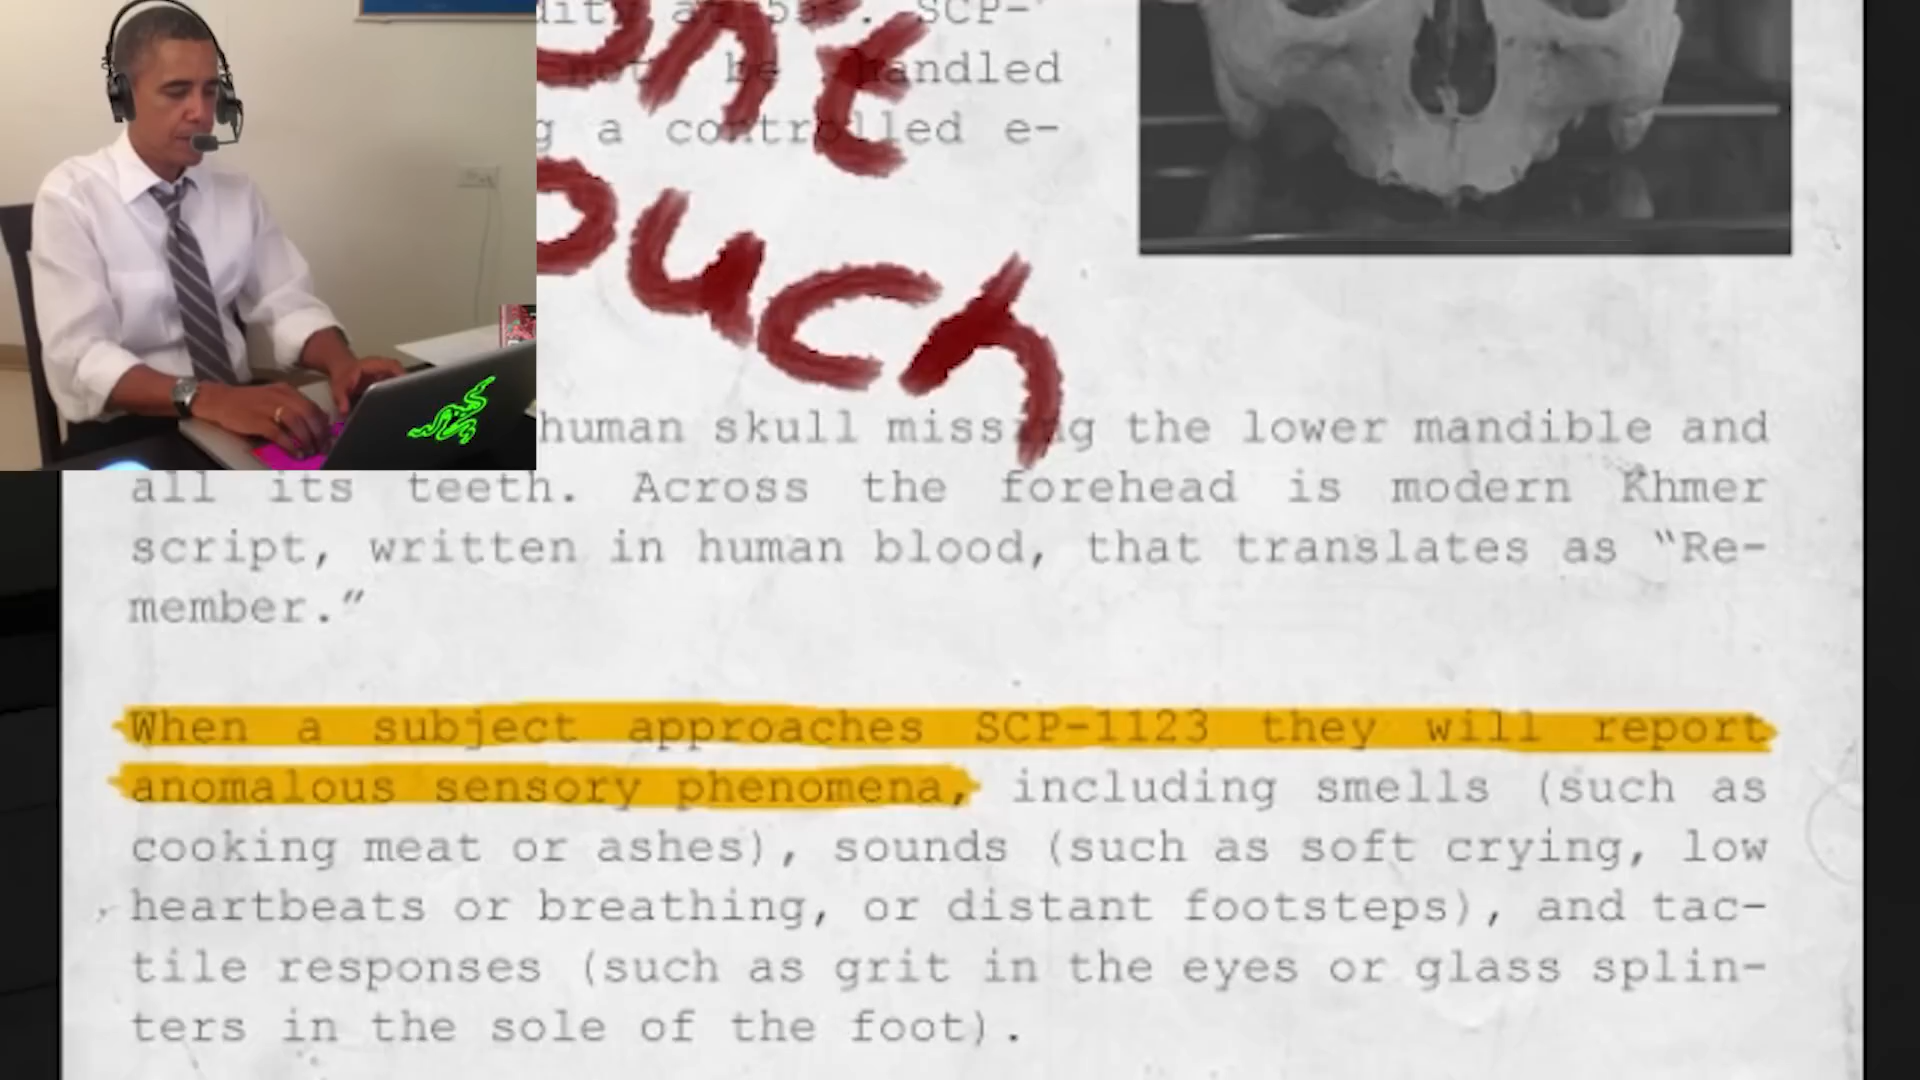 not be handled
a controlled e-
ouch
human skull missing the lower mandible and
all its teeth. Across the forehead is modern Khmer
script, written in human blood, that translates as “Re-
member.”
When a subject approaches SCP-1123 they will report
anomalous sensory phenomena, including smells (such as
cooking meat or ashes), sounds (such as soft crying, low
heartbeats or breathing, or distant footsteps), and tac-
tile responses (such as grit in the eyes or glass splin-
ters in the sole of the foot).